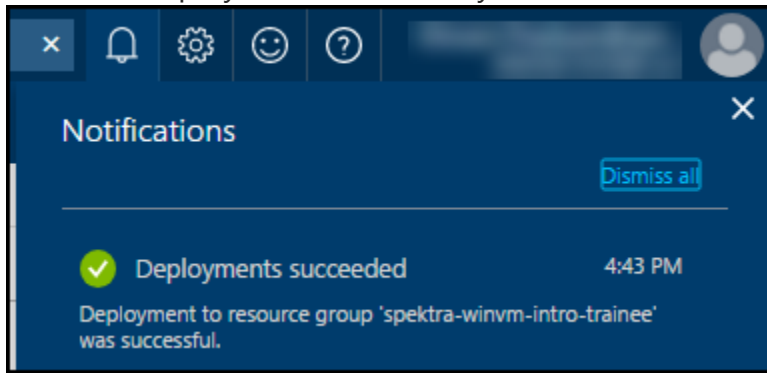 Notifications
Dismiss all
Deployments succeeded 4:43 PM
Deployment to resource group 'spektra-winvm-intro-trainee'
was successful.